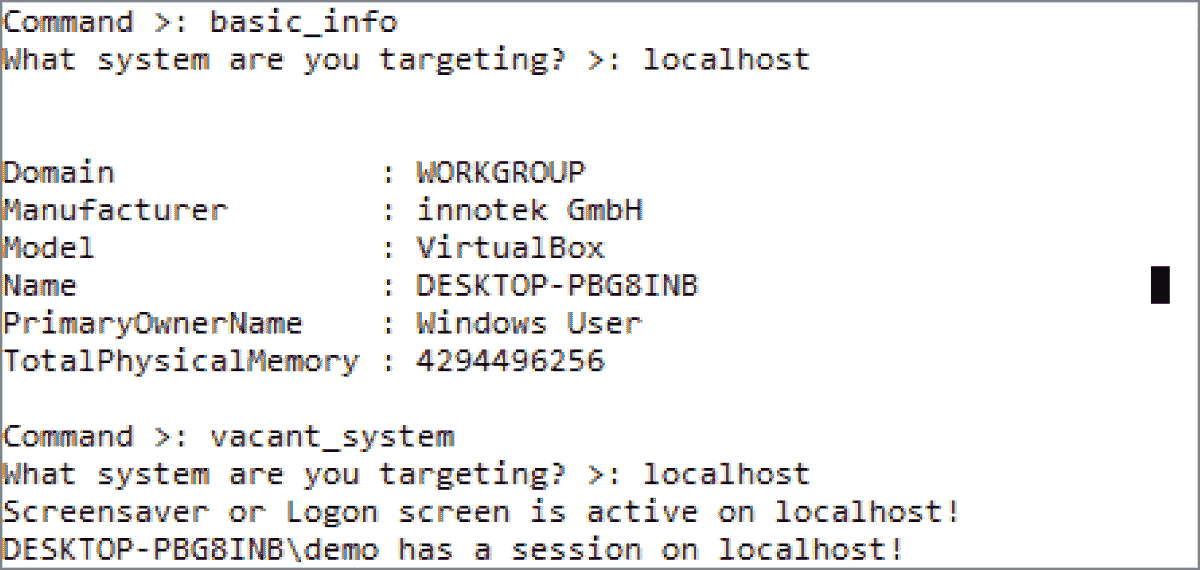 Command >: basic_info
What system are you targeting? >: localhost
Domain : WORKGROUP
Manufacturer : innotek GmbH
Model : VirtualBox
Name : DESKTOP-PBG8INB
PrimaryOwnerName : Windows User
TotalPhysicalMemory : 4294496256
Command >: vacant_system
What system are you targeting? >: localhost
Screensaver or Logon screen is active on localhost!
DESKTOP-PBG8INB\demo has a session on localhost!